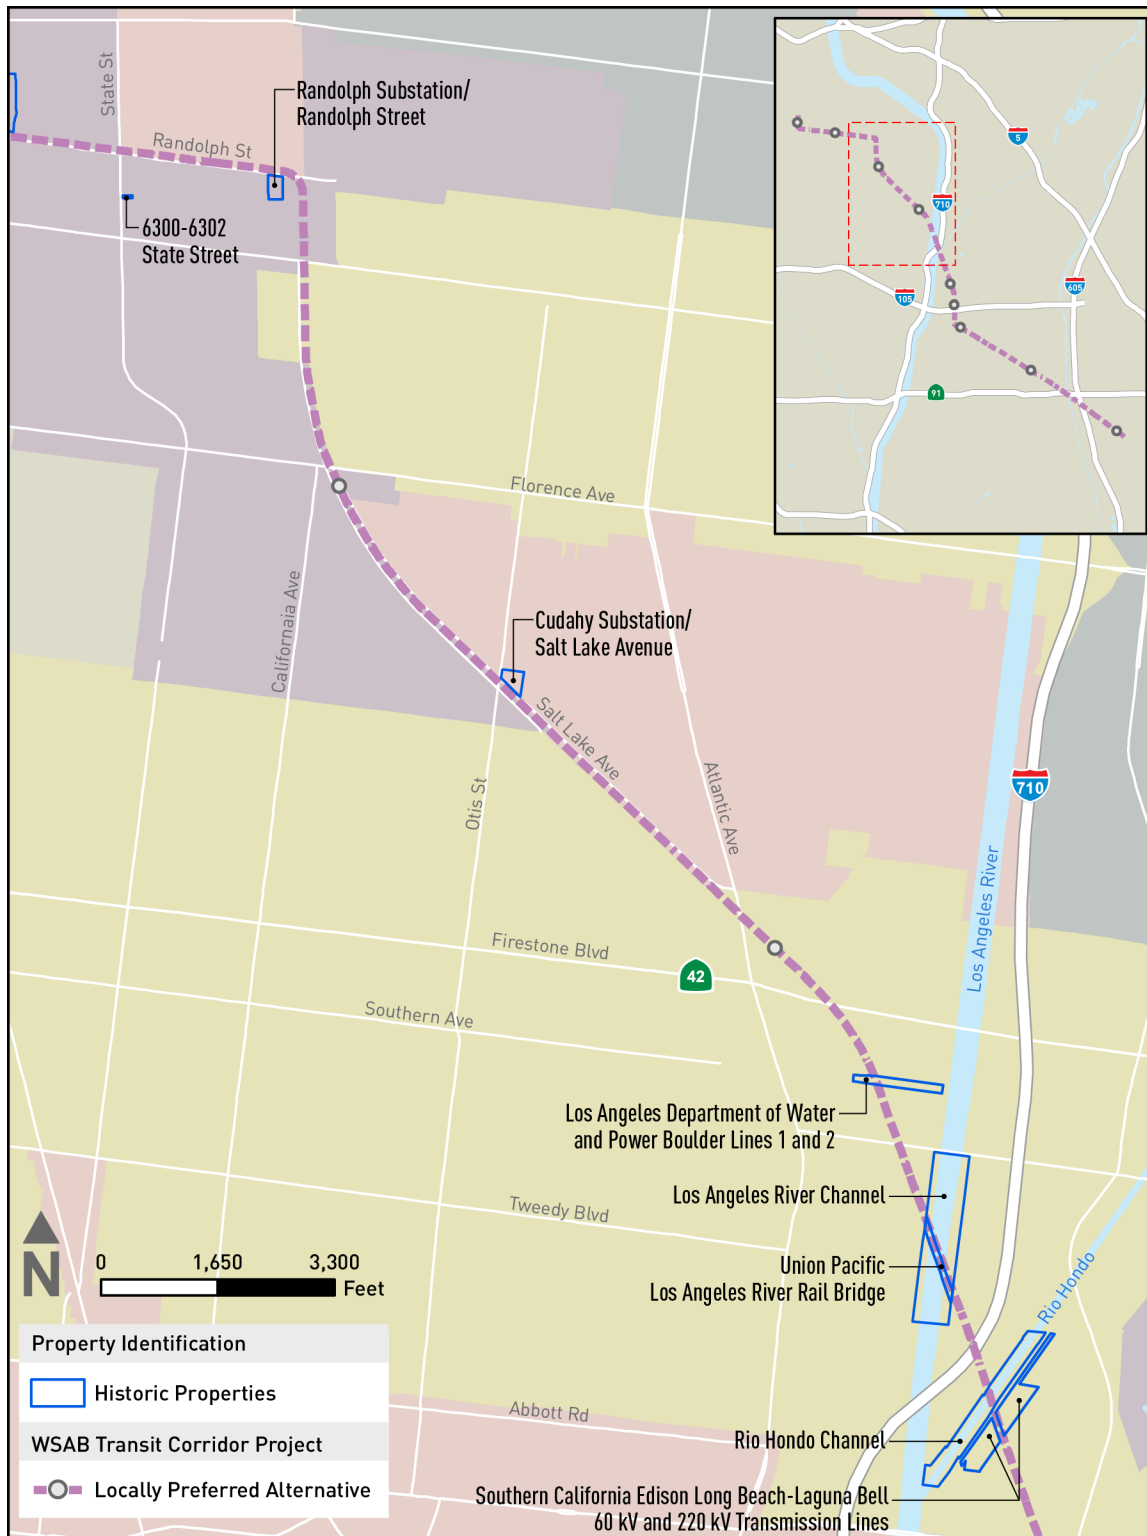 State St
Randolph Substation/
Randolph Street
Randolph St
6300-6302
State Street
5
710
105
605
91
Florence Ave
Californaia Ave
Cudahy Substation/
Salt Lake Avenue
Salt Lake Ave
Otis St
Atlantic Ave
710
Los Angeles River
Firestone Blvd
42
Southern Ave
Los Angeles Department of Water
and Power Boulder Lines 1 and 2
Los Angeles River Channel
Tweedy Blvd
Union Pacific
Los Angeles River Rail Bridge
Rio Hondo
N
0 1,650 3,300
Feet
Property Identification
Historic Properties
WSAB Transit Corridor Project
Locally Preferred Alternative
Abbott Rd
Rio Hondo Channel
Southern California Edison Long Beach-Laguna Bell
60 kV and 220 kV Transmission Lines